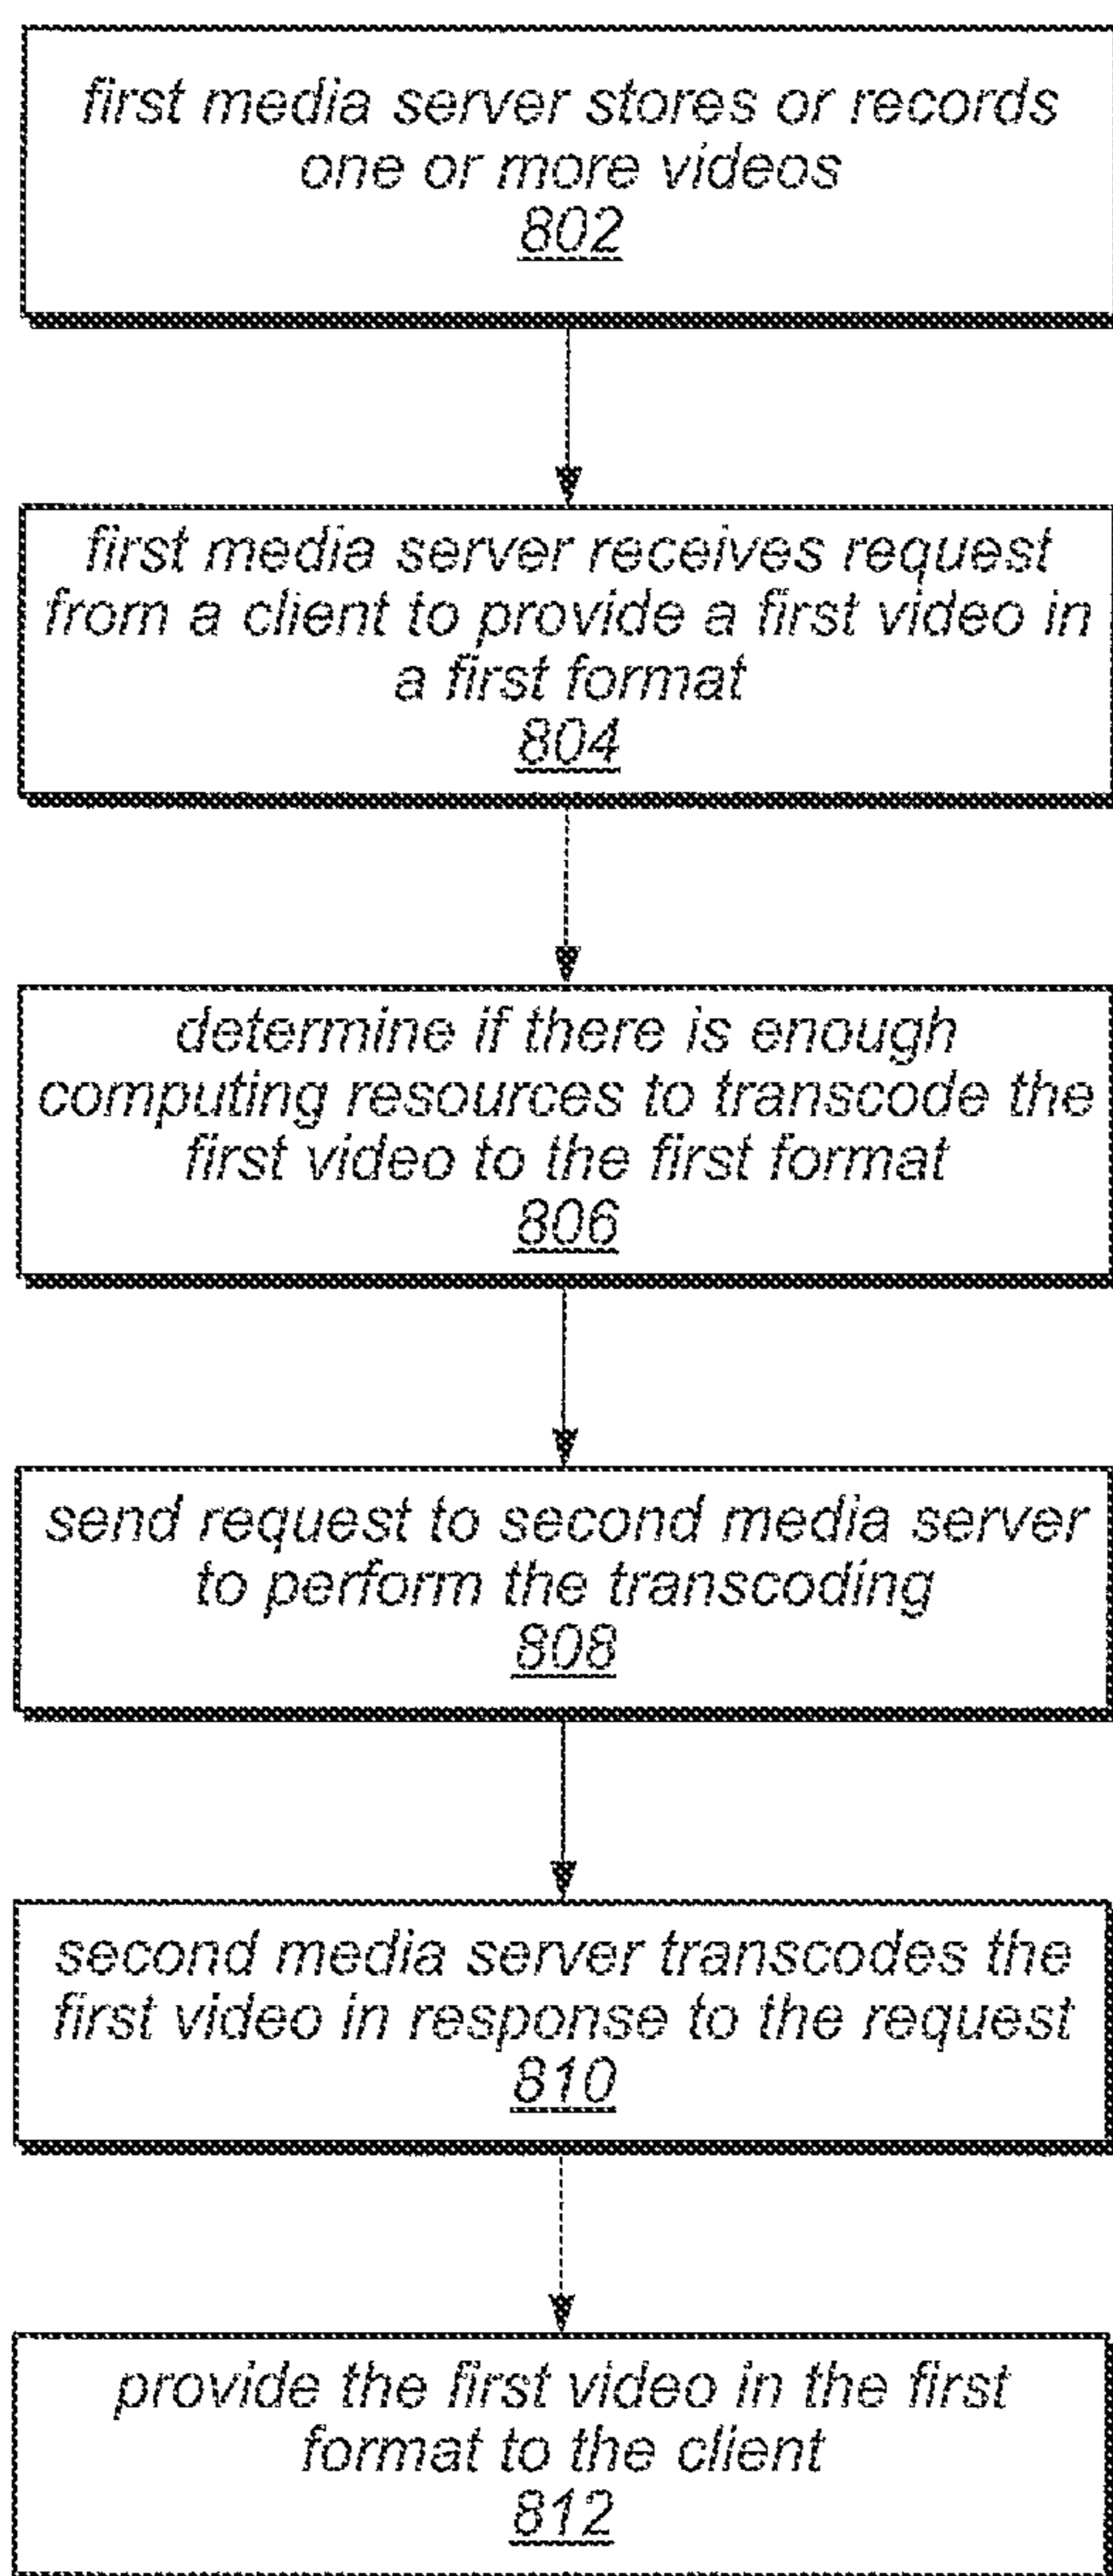 first media server stores or records
one or more videos
802
first media server receives request
from a client to provide a first video in
a first format
804
determine if there is enough
computing resources to transcode the
first video to the first format
806
send request to second media server
to perform the transcoding
808
second media server transcodes the
first video in response to the request
810
provide the first video in the first
format to the client
812